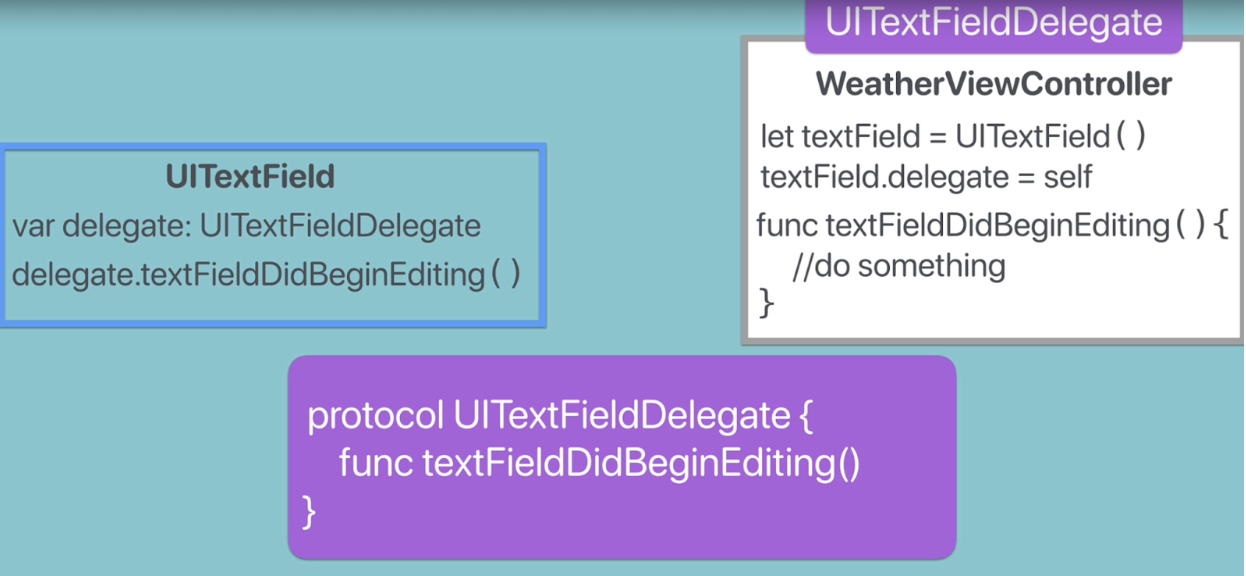 UITextFieldDelegate
WeatherViewController
let textField = UITextField( )
textField.delegate = self
func textFieldDidBeginEditing( ) {
//do something
}
UITextField
var delegate: UITextFieldDelegate
delegate.textFieldDidBeginEditing( )
protocol UITextFieldDelegate {
func textFieldDidBeginEditing()
}